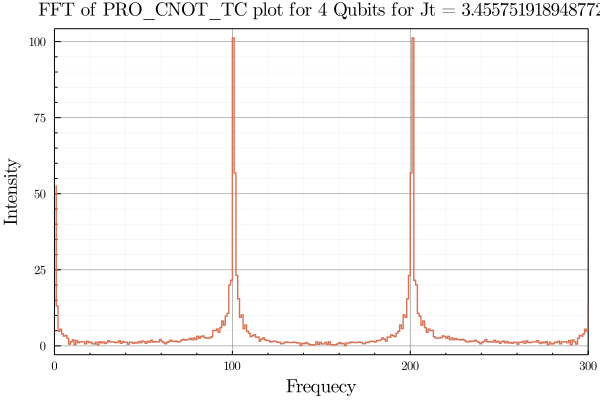 FFT of PRO_CNOT_TC plot for 4 Qubits for Jt = 3.455751918948772
100
75
50
25
0
Intensity
0 100 200 300
Frequecy